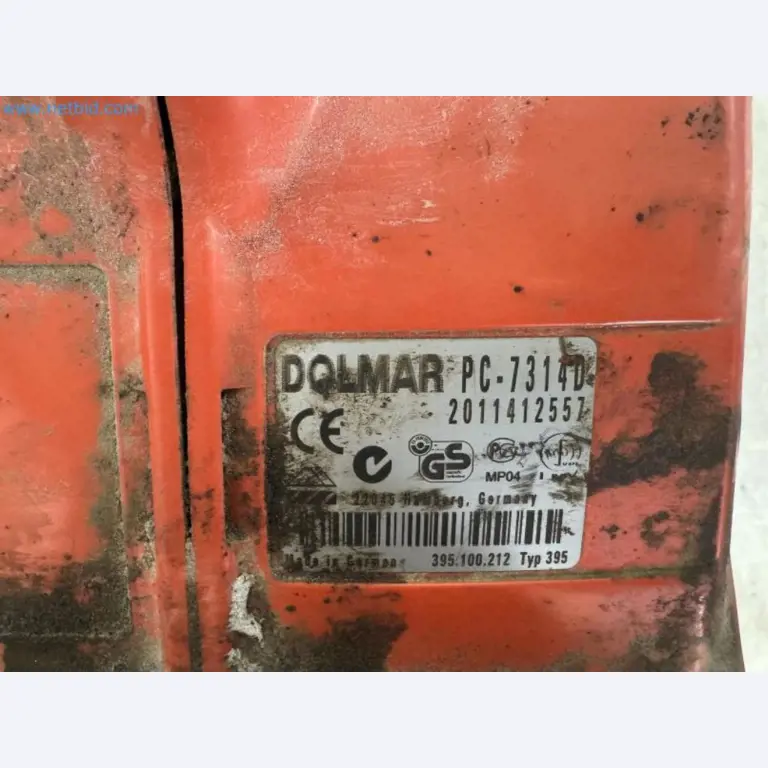 www.netbid.com
DOLMAR PC-7314D
2011412557
CE
GS
MP04
22045 Hamburg, Germany
Made in Germany
395.100.212 Typ 395